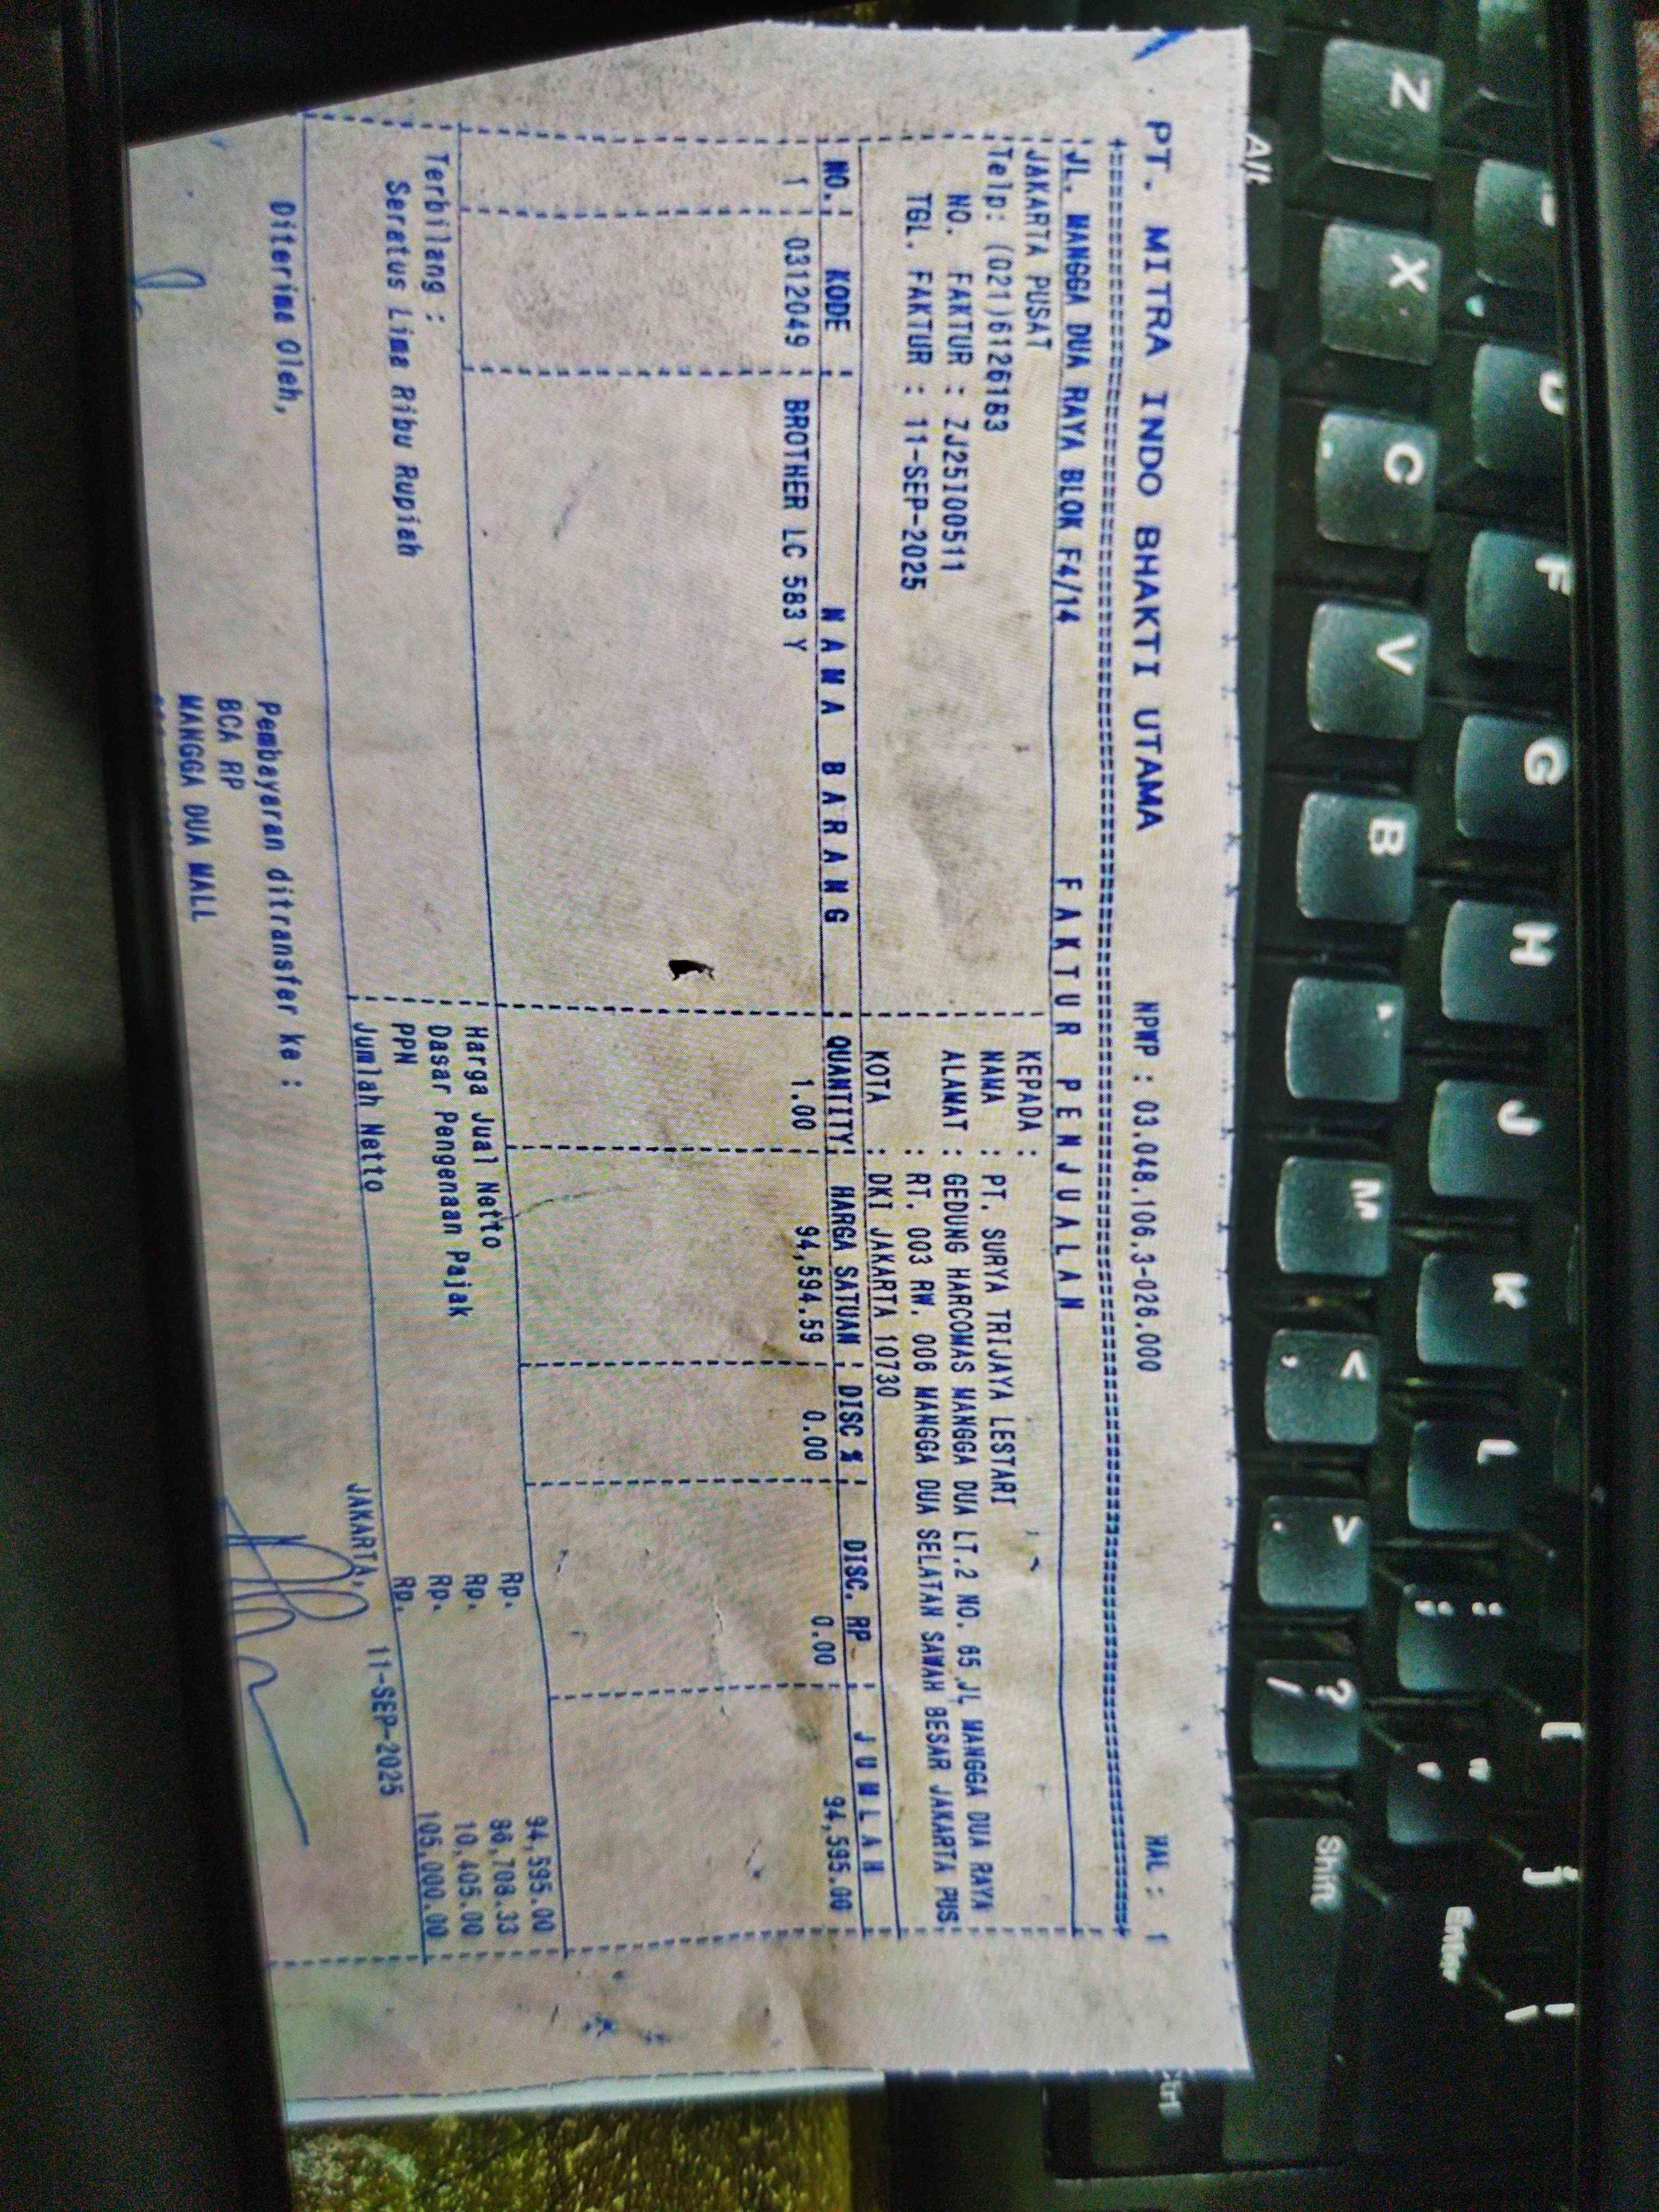 PT. MITRA INDO BHAKTI UTAMA NPWP : 03.048.106.3-026.000 HAL : 1
JL. MANGGA DUA RAYA BLOK F4/14 FAKTUR PENJUALAN
JAKARTA PUSAT KEPADA :
Telp: (021)6126183 NAMA : PT. SURYA TRIJAYA LESTARI
NO. FAKTUR : ZJ25I00511 ALAMAT : GEDUNG HARCOMAS MANGGA DUA LT.2 NO. 65 JL MANGGA DUA RAYA
TGL. FAKTUR : 11-SEP-2025 : RT. 003 RW. 006 MANGGA DUA SELATAN SAWAH BESAR JAKARTA PUS
KOTA : DKI JAKARTA 10730
NO. KODE NAMA BARANG QUANTITY HARGA SATUAN DISC % DISC. RP JUMLAH
1 0312049 BROTHER LC 583 Y 1.00 94,594.59 0.00 0.00 94,595.00
Harga Jual Netto Rp. 94,595.00
Terbilang : Dasar Pengenaan Pajak Rp. 86,708.33
Seratus Lima Ribu Rupiah PPN Rp. 10,405.00
Jumlah Netto Rp. 105,000.00
JAKARTA, 11-SEP-2025
Diterima Oleh, Pembayaran ditransfer ke :
BCA RP
MANGGA DUA MALL
Z X C V B M < , > . ? / Shift
Alt
F G H J K L : ; " ' Enter